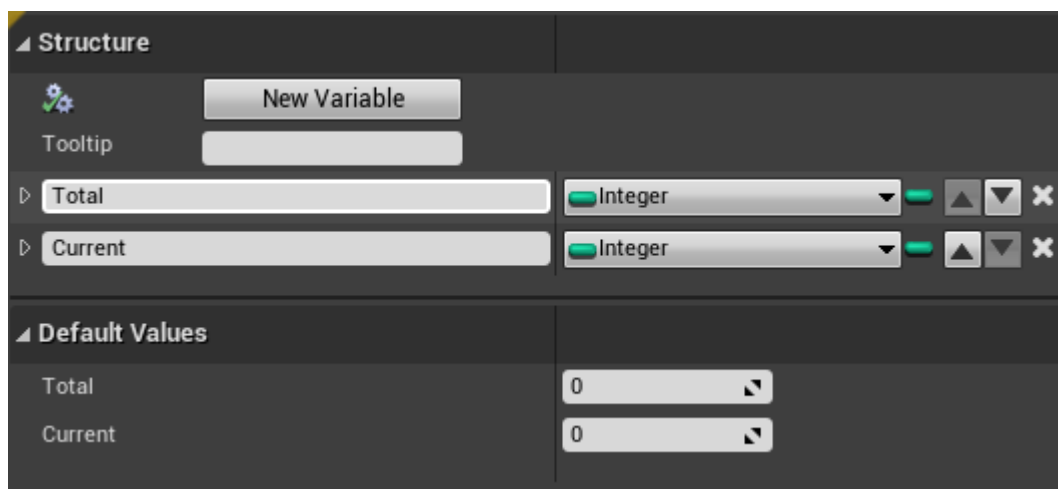 Structure
New Variable
Tooltip
Total Integer
Current Integer
Default Values
Total 0
Current 0